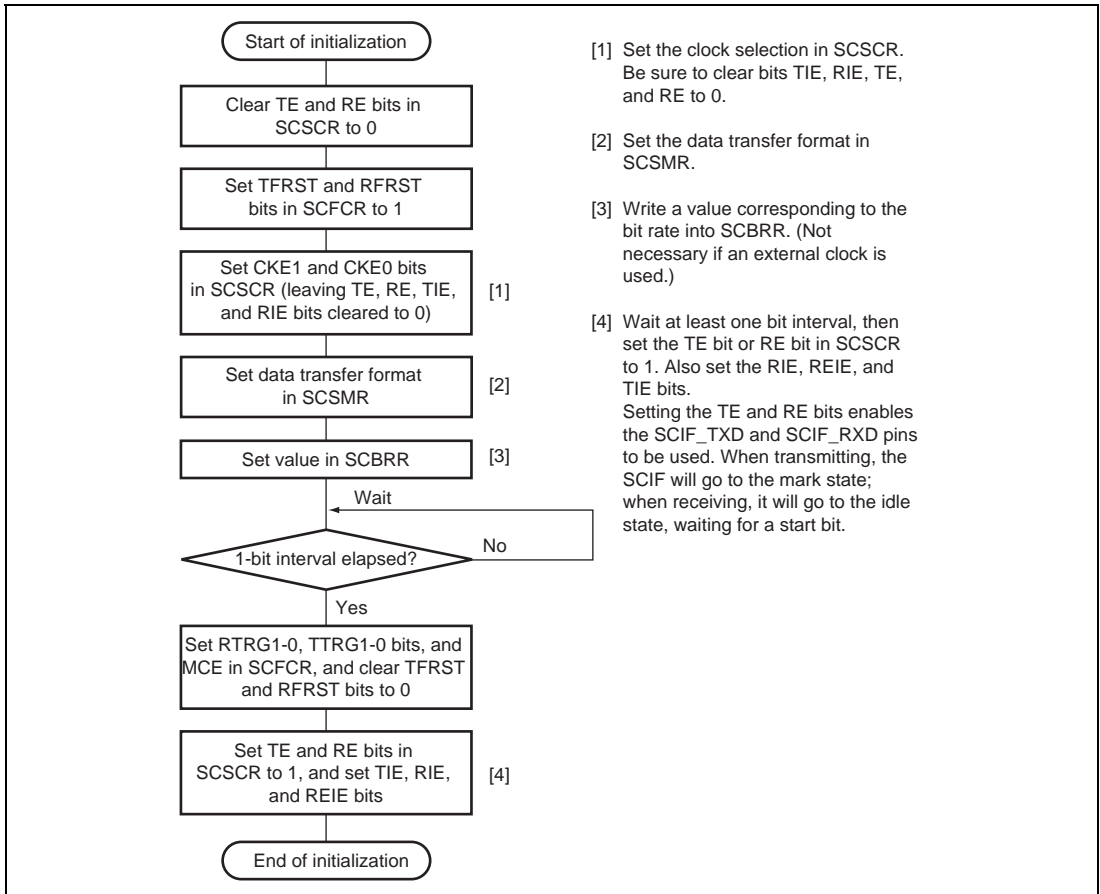 Start of initialization
Clear TE and RE bits in
SCSCR to 0
Set TFRST and RFRST
bits in SCFCR to 1
Set CKE1 and CKE0 bits
in SCSCR (leaving TE, RE, TIE,
and RIE bits cleared to 0)
[1]
Set data transfer format
in SCSMR
[2]
Set value in SCBRR
[3]
Wait
1-bit interval elapsed?
No
Yes
Set RTRG1-0, TTRG1-0 bits, and
MCE in SCFCR, and clear TFRST
and RFRST bits to 0
Set TE and RE bits in
SCSCR to 1, and set TIE, RIE,
and REIE bits
[4]
End of initialization
[1] Set the clock selection in SCSCR.
Be sure to clear bits TIE, RIE, TE,
and RE to 0.
[2] Set the data transfer format in
SCSMR.
[3] Write a value corresponding to the
bit rate into SCBRR. (Not
necessary if an external clock is
used.)
[4] Wait at least one bit interval, then
set the TE bit or RE bit in SCSCR
to 1. Also set the RIE, REIE, and
TIE bits.
Setting the TE and RE bits enables
the SCIF_TXD and SCIF_RXD pins
to be used. When transmitting, the
SCIF will go to the mark state;
when receiving, it will go to the idle
state, waiting for a start bit.